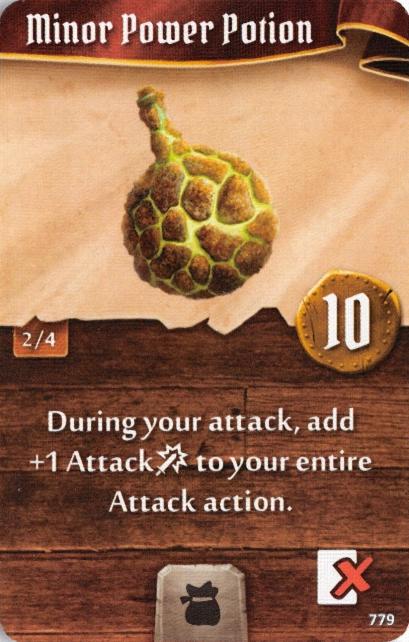 Minor Power Potion
10
2/4
During your attack, add
+1 Attack to your entire
Attack action.
779